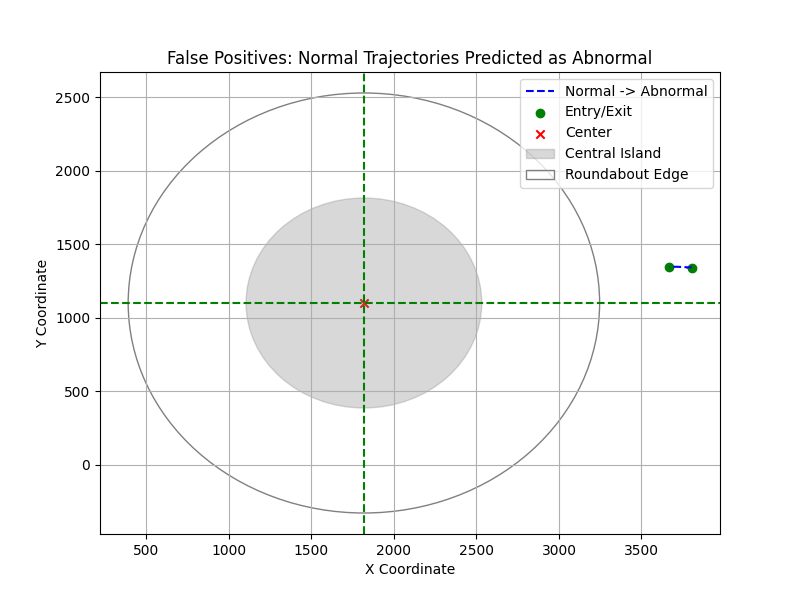 False Positives: Normal Trajectories Predicted as Abnormal
Normal -> Abnormal
Entry/Exit
Center
Central Island
Roundabout Edge
2500
2000
1500
1000
500
0
Y Coordinate
500 1000 1500 2000 2500 3000 3500
X Coordinate